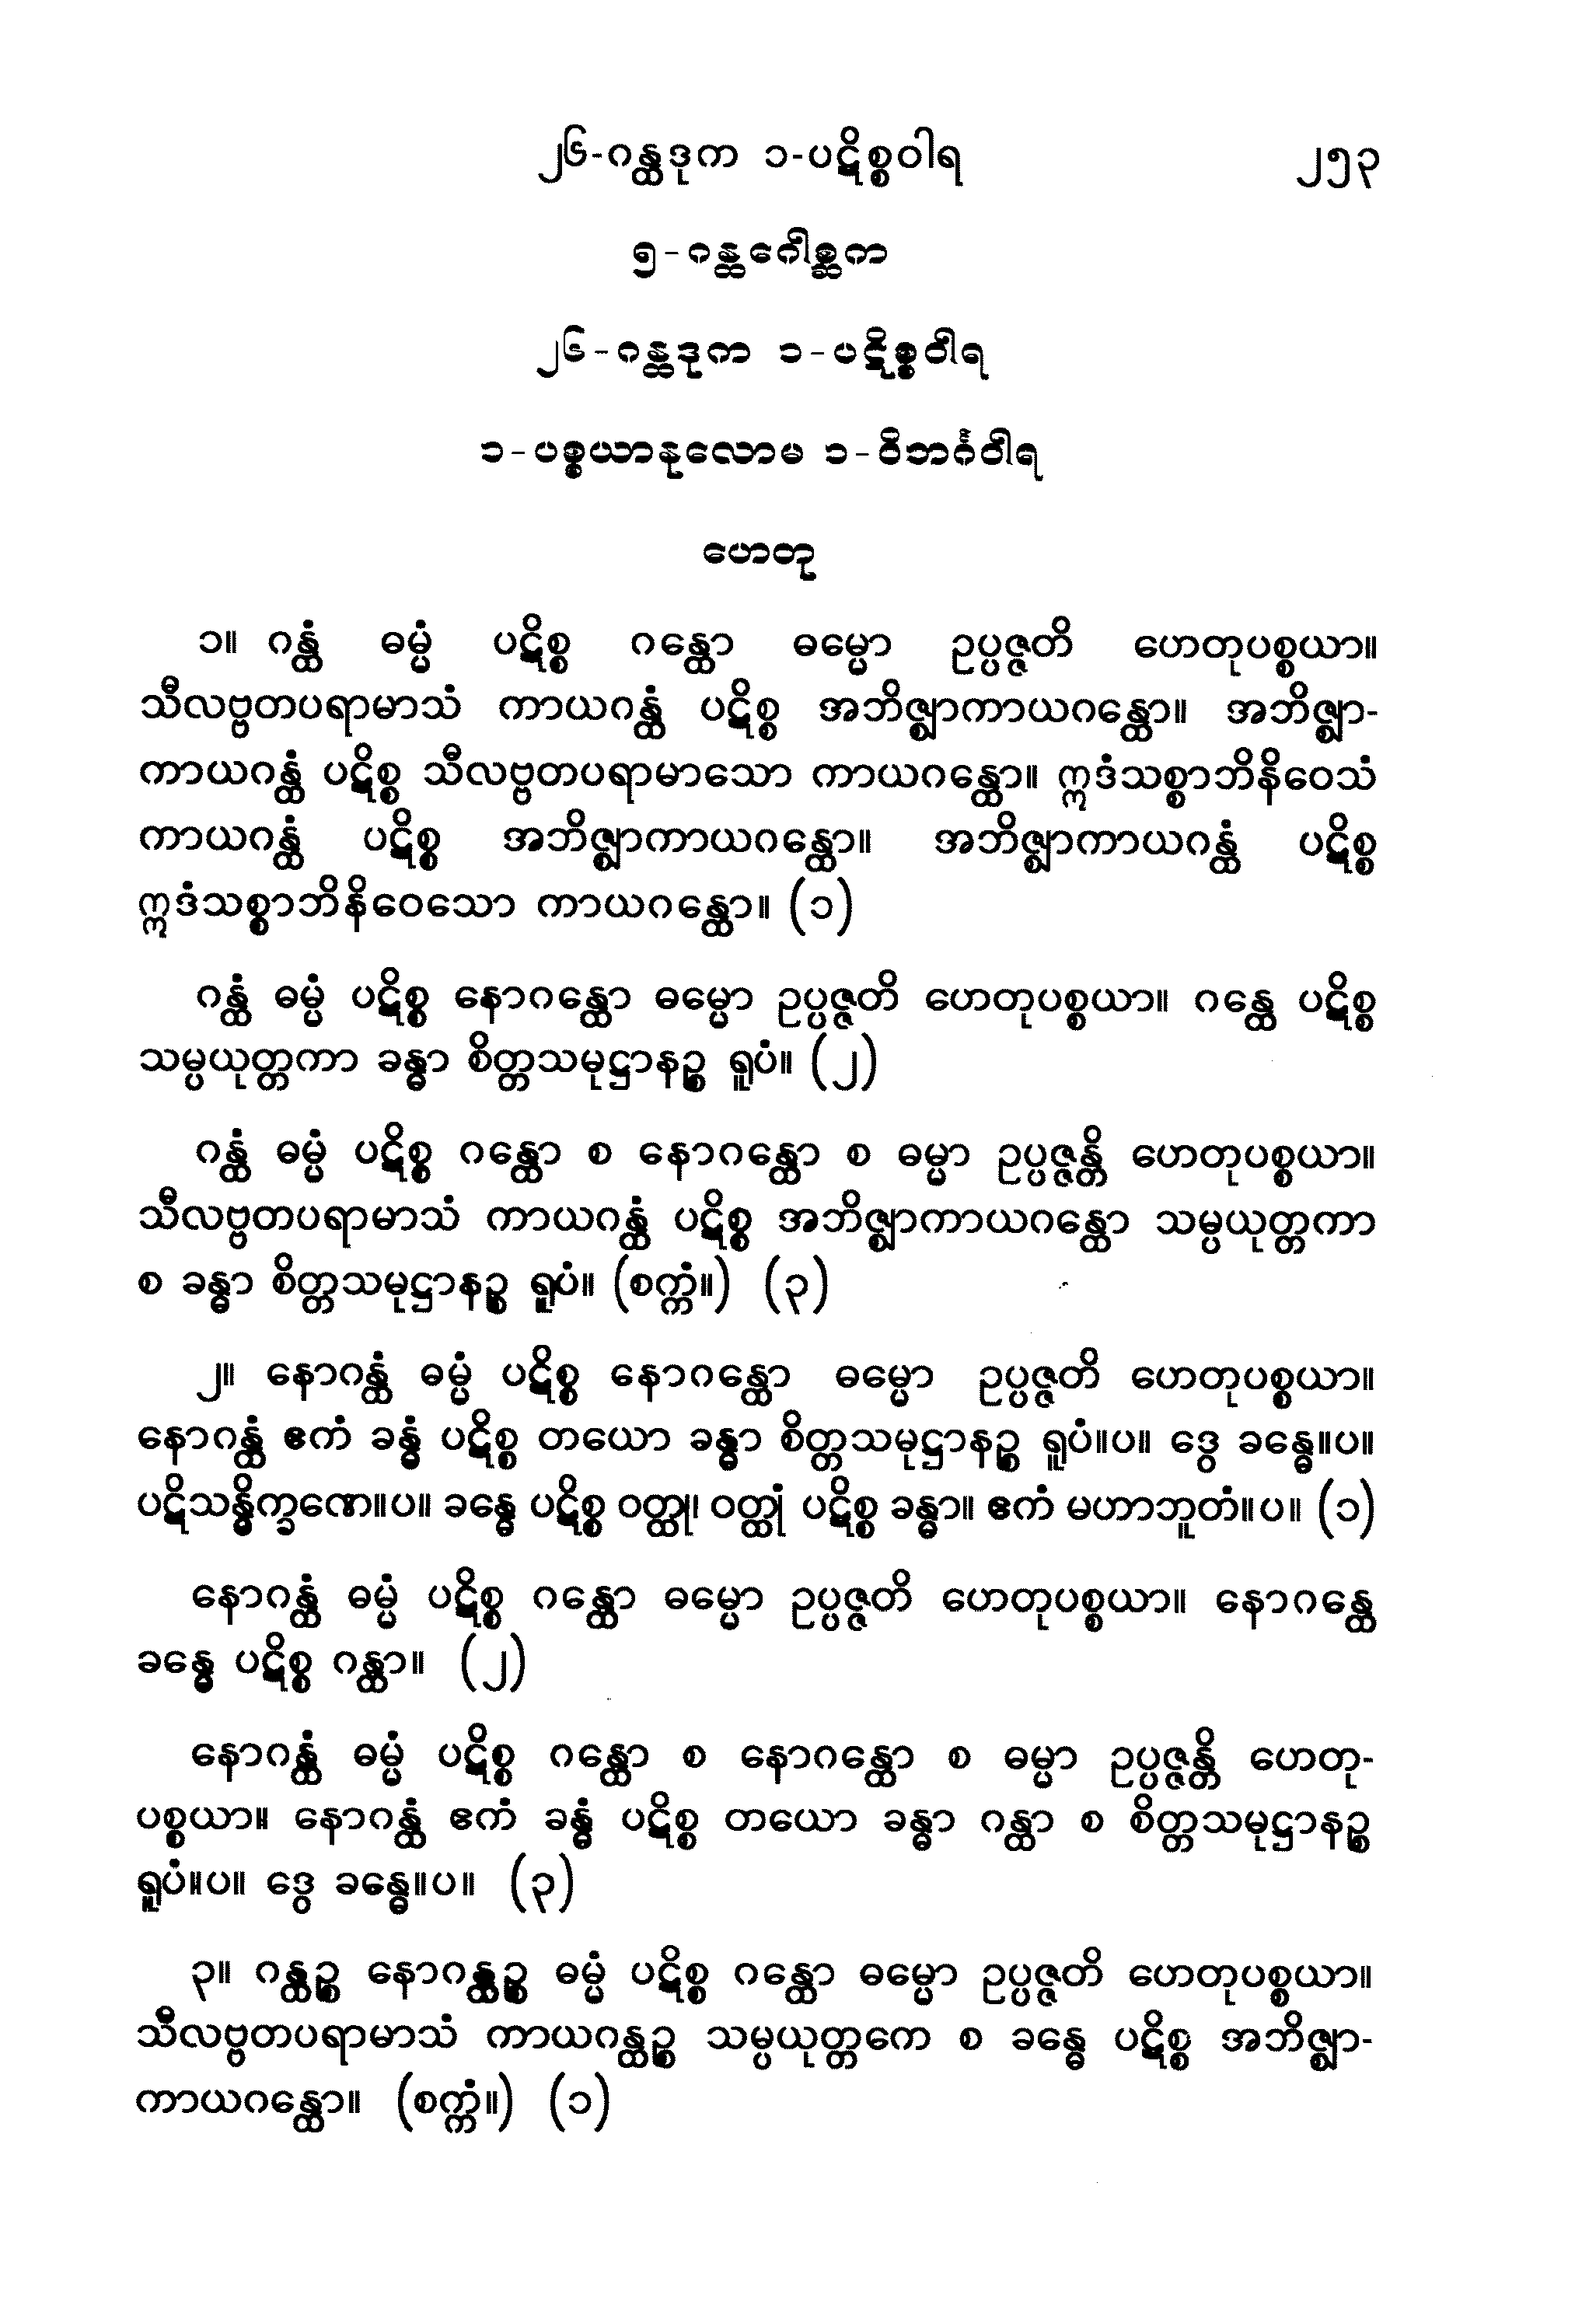 ၂၆-ဂန္ထဒုက ၁-ပဋိစ္စဝါရ ၂၅၃
၅-ဂန္ထဂေါစ္ဆက
၂၆-ဂန္ထဒုက ၁-ပဋိစ္စဝါရ
၁-ပစ္စယာနုလောမ ၁-ဝိဘင်္ဂဝါရ
ဟေတု
၁။ ဂန္ထံ ဓမ္မံ ပဋိစ္စ ဂန္ထော ဓမ္မော ဥပ္ပဇ္ဇတိ ဟေတုပစ္စယာ။
သီလဗ္ဗတပရာမာသံ ကာယဂန္ထံ ပဋိစ္စ အဘိဇ္ဈာကာယဂန္ထော။ အဘိဇ္ဈာ-
ကာယဂန္ထံ ပဋိစ္စ သီလဗ္ဗတပရာမာသော ကာယဂန္ထော။ ဣဒံသစ္စာဘိနိဝေသံ
ကာယဂန္ထံ ပဋိစ္စ အဘိဇ္ဈာကာယဂန္ထော။ အဘိဇ္ဈာကာယဂန္ထံ ပဋိစ္စ
ဣဒံသစ္စာဘိနိဝေသော ကာယဂန္ထော။ (၁)
ဂန္ထံ ဓမ္မံ ပဋိစ္စ နောဂန္ထော ဓမ္မော ဥပ္ပဇ္ဇတိ ဟေတုပစ္စယာ။ ဂန္ထေ ပဋိစ္စ
သမ္ပယုတ္တကာ ခန္ဓာ စိတ္တသမုဋ္ဌာနဉ္စ ရူပံ။ (၂)
ဂန္ထံ ဓမ္မံ ပဋိစ္စ ဂန္ထော စ နောဂန္ထော စ ဓမ္မာ ဥပ္ပဇ္ဇန္တိ ဟေတုပစ္စယာ။
သီလဗ္ဗတပရာမာသံ ကာယဂန္ထံ ပဋိစ္စ အဘိဇ္ဈာကာယဂန္ထော သမ္ပယုတ္တကာ
စ ခန္ဓာ စိတ္တသမုဋ္ဌာနဉ္စ ရူပံ။ (စက္ကံ။) (၃)
၂။ နောဂန္ထံ ဓမ္မံ ပဋိစ္စ နောဂန္ထော ဓမ္မော ဥပ္ပဇ္ဇတိ ဟေတုပစ္စယာ။
နောဂန္ထံ ဧကံ ခန္ဓံ ပဋိစ္စ တယော ခန္ဓာ စိတ္တသမုဋ္ဌာနဉ္စ ရူပံ။ပ။ ဒွေ ခန္ဓေ။ပ။
ပဋိသန္ဓိက္ခဏေ။ပ။ ခန္ဓေ ပဋိစ္စ ဝတ္ထု၊ ဝတ္ထုံ ပဋိစ္စ ခန္ဓာ။ ဧကံ မဟာဘူတံ။ပ။ (၁)
နောဂန္ထံ ဓမ္မံ ပဋိစ္စ ဂန္ထော ဓမ္မော ဥပ္ပဇ္ဇတိ ဟေတုပစ္စယာ။ နောဂန္ထေ
ခန္ဓေ ပဋိစ္စ ဂန္ထာ။ (၂)
နောဂန္ထံ ဓမ္မံ ပဋိစ္စ ဂန္ထော စ နောဂန္ထော စ ဓမ္မာ ဥပ္ပဇ္ဇန္တိ ဟေတု-
ပစ္စယာ။ နောဂန္ထံ ဧကံ ခန္ဓံ ပဋိစ္စ တယော ခန္ဓာ ဂန္ထာ စ စိတ္တသမုဋ္ဌာနဉ္စ
ရူပံ။ပ။ ဒွေ ခန္ဓေ။ပ။ (၃)
၃။ ဂန္ထဉ္စ နောဂန္ထဉ္စ ဓမ္မံ ပဋိစ္စ ဂန္ထော ဓမ္မော ဥပ္ပဇ္ဇတိ ဟေတုပစ္စယာ။
သီလဗ္ဗတပရာမာသံ ကာယဂန္ထဉ္စ သမ္ပယုတ္တကေ စ ခန္ဓေ ပဋိစ္စ အဘိဇ္ဈာ-
ကာယဂန္ထော။ (စက္ကံ။) (၁)